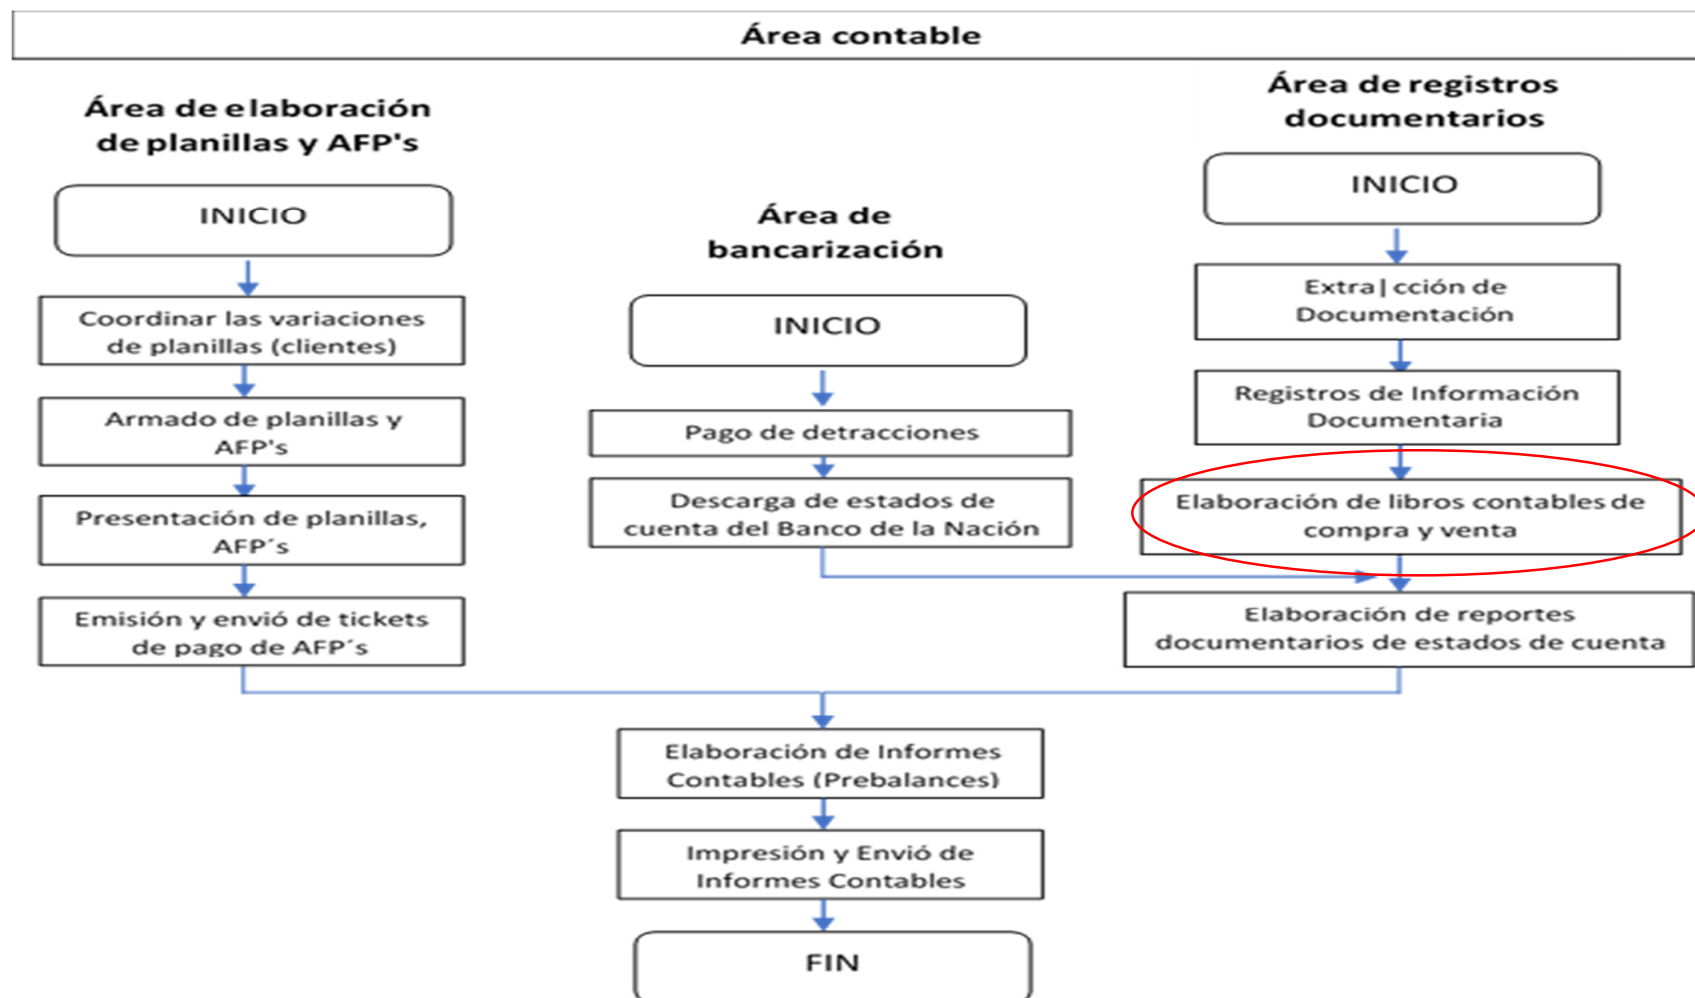 Área contable
Área de elaboración
de planillas y AFP's
INICIO
Coordinar las variaciones
de planillas (clientes)
Armado de planillas y
AFP's
Presentación de planillas,
AFP´s
Emisión y envió de tickets
de pago de AFP´s
Área de
bancarización
INICIO
Pago de detracciones
Descarga de estados de
cuenta del Banco de la Nación
Área de registros
documentarios
INICIO
Extra|cción de
Documentación
Registros de Información
Documentaria
Elaboración de libros contables de
compra y venta
Elaboración de reportes
documentarios de estados de cuenta
Elaboración de Informes
Contables (Prebalances)
Impresión y Envió de
Informes Contables
FIN